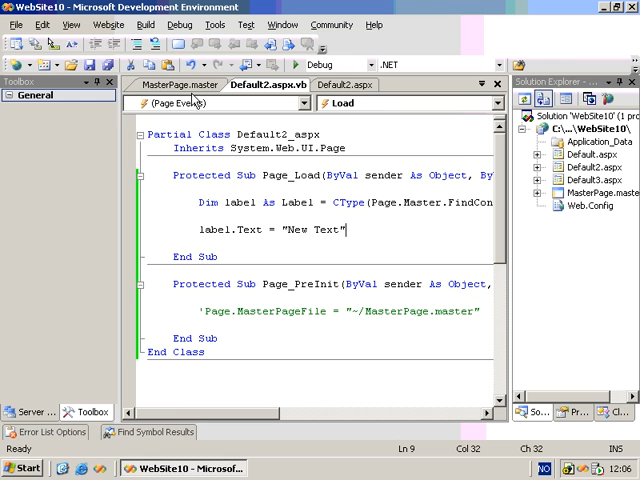 WebSite10 - Microsoft Development Environment
File Edit View Website Build Debug Tools Test Window Community Help
Debug .NET
Toolbox
General
MasterPage.master Default2.aspx.vb Default2.aspx
(Page Events) Load
Partial Class Default2_aspx
Inherits System.Web.UI.Page
Protected Sub Page_Load(ByVal sender As Object, By
Dim label As Label = CType(Page.Master.FindCon
label.Text = "New Text"
End Sub
Protected Sub Page_PreInit(ByVal sender As Object,
'Page.MasterPageFile = "~/MasterPage.master"
End Sub
End Class
Solution Explorer -
Solution 'WebSite10'
C:\...\WebSite10\
Application_Data
Default.aspx
Default2.aspx
Default3.aspx
MasterPage.maste
Web.Config
Server ... Toolbox
So... Pr... Cl...
Error List Options Find Symbol Results
Ready Ln 9 Col 32 Ch 32 INS
Start WebSite10 - Microsof... NO 12:06